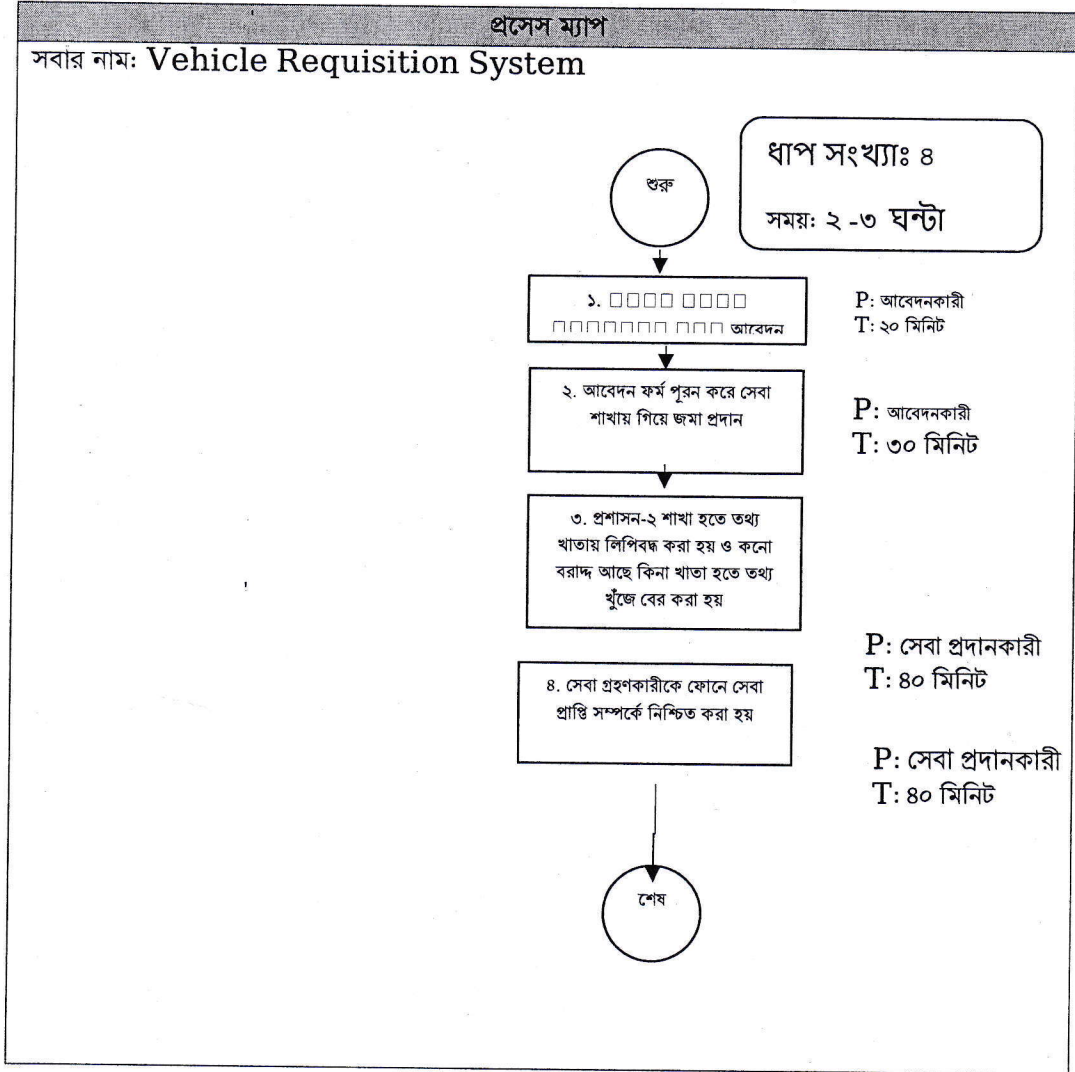 প্রসেস ম্যাপ
সবার নাম: Vehicle Requisition System
ধাপ সংখ্যাঃ ৪
সময়: ২ -৩ ঘন্টা
শুরু
১. □□□□ □□□□
□□□□□□□ □□□ আবেদন
P: আবেদনকারী
T: ২০ মিনিট
২. আবেদন ফর্ম পূরন করে সেবা
শাখায় গিয়ে জমা প্রদান
P: আবেদনকারী
T: ৩০ মিনিট
৩. প্রশাসন-২ শাখা হতে তথ্য
খাতায় লিপিবদ্ধ করা হয় ও কনো
বরাদ্দ আছে কিনা খাতা হতে তথ্য
খুঁজে বের করা হয়
P: সেবা প্রদানকারী
T: ৪০ মিনিট
৪. সেবা গ্রহণকারীকে ফোনে সেবা
প্রাপ্তি সম্পর্কে নিশ্চিত করা হয়
P: সেবা প্রদানকারী
T: ৪০ মিনিট
শেষ